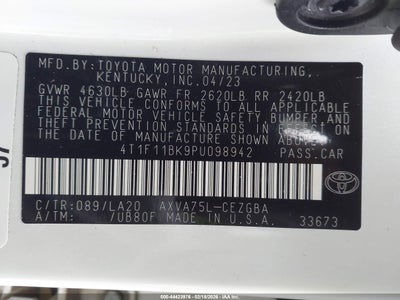 MFD.BY:TOYOTA MOTOR MANUFACTURING,
KENTUCKY, INC. 04/23
GVWR 4630LB GAWR FR 2620LB RR 2420LB
THIS VEHICLE CONFORMS TO ALL APPLICABLE
FEDERAL MOTOR VEHICLE SAFETY, BUMPER, AND
THEFT PREVENTION STANDARDS IN EFFECT ON
THE DATE OF MANUFACTURE SHOWN ABOVE.
4T1F11BK9PU098942 PASS.CAR
C/TR:089/LA20 AXVA75L-CEZGBA
A/TM: /UB80F MADE IN U.S.A.
33673
TOYOTA